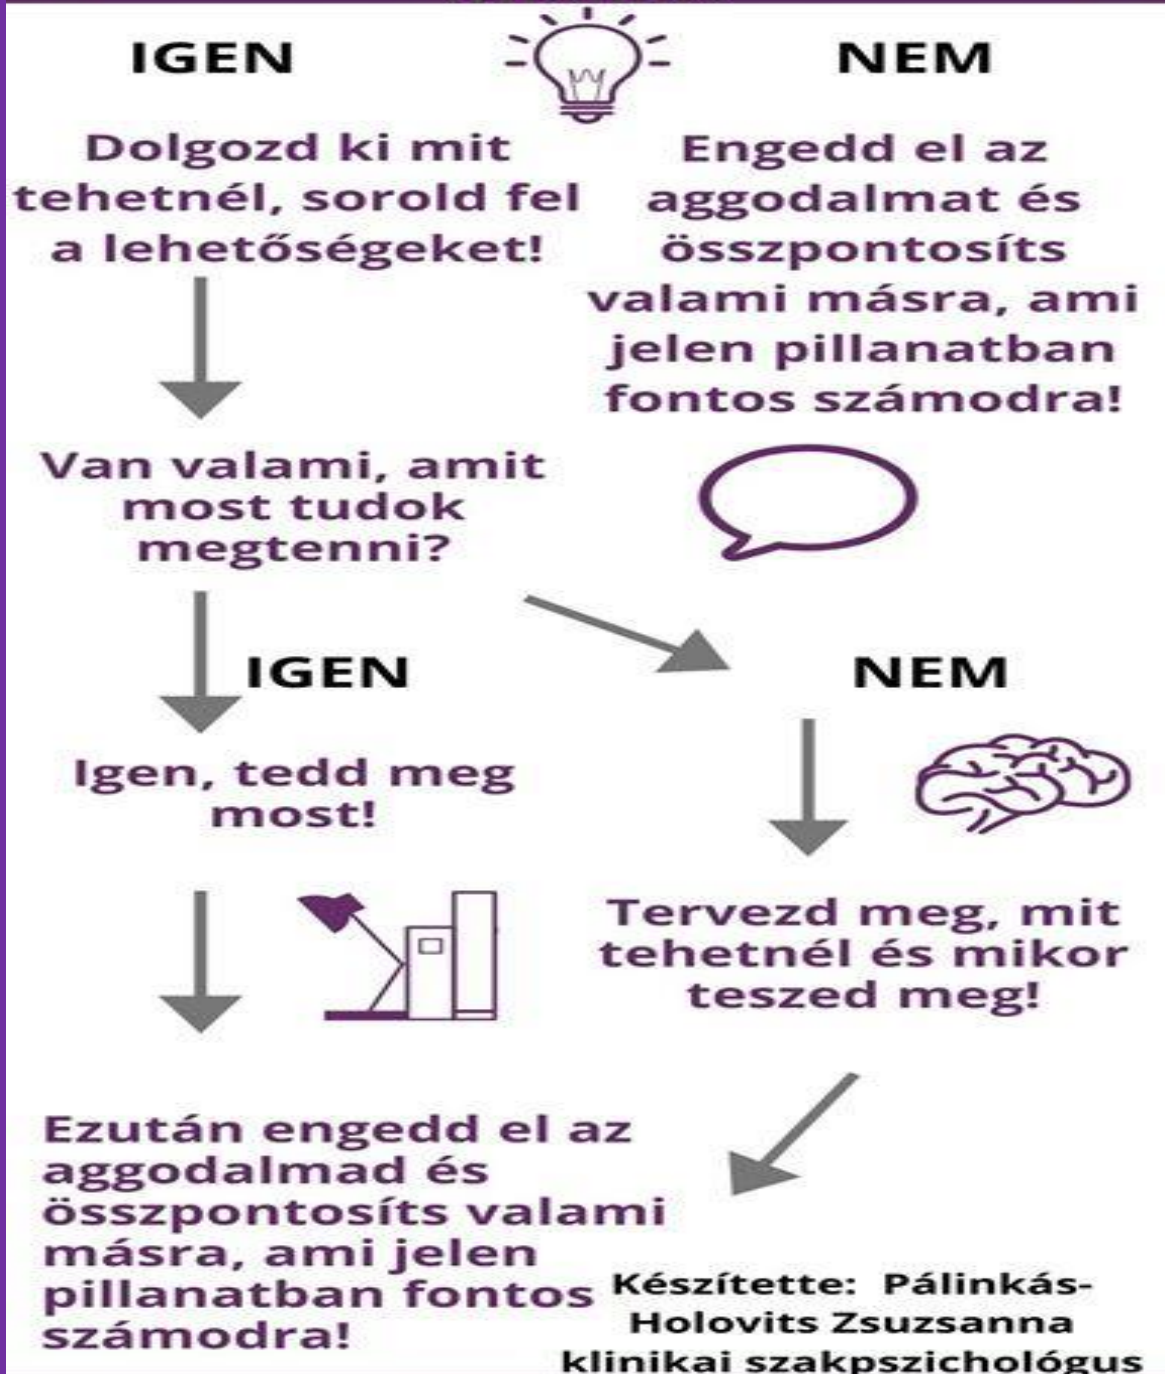 IGEN
NEM
Dolgozd ki mit
tehetnél, sorold fel
a lehetőségeket!
Engedd el az
aggodalmat és
összpontosíts
valami másra, ami
jelen pillanatban
fontos számodra!
Van valami, amit
most tudok
megtenni?
IGEN
NEM
Igen, tedd meg
most!
Tervezd meg, mit
tehetnél és mikor
teszed meg!
Ezután engedd el az
aggodalmad és
összpontosíts valami
másra, ami jelen
pillanatban fontos
számodra!
Készítette: Pálinkás-
Holovits Zsuzsanna
klinikai szakpszichológus